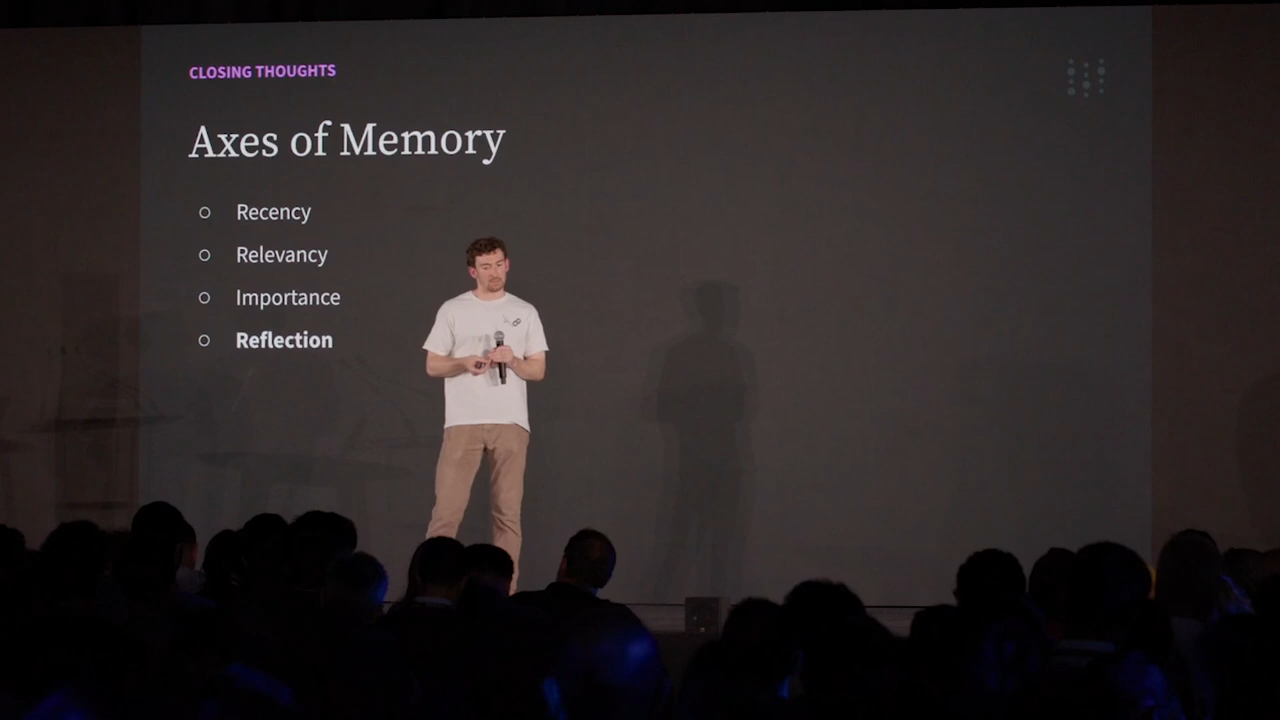 CLOSING THOUGHTS
Axes of Memory
Recency
Relevancy
Importance
Reflection